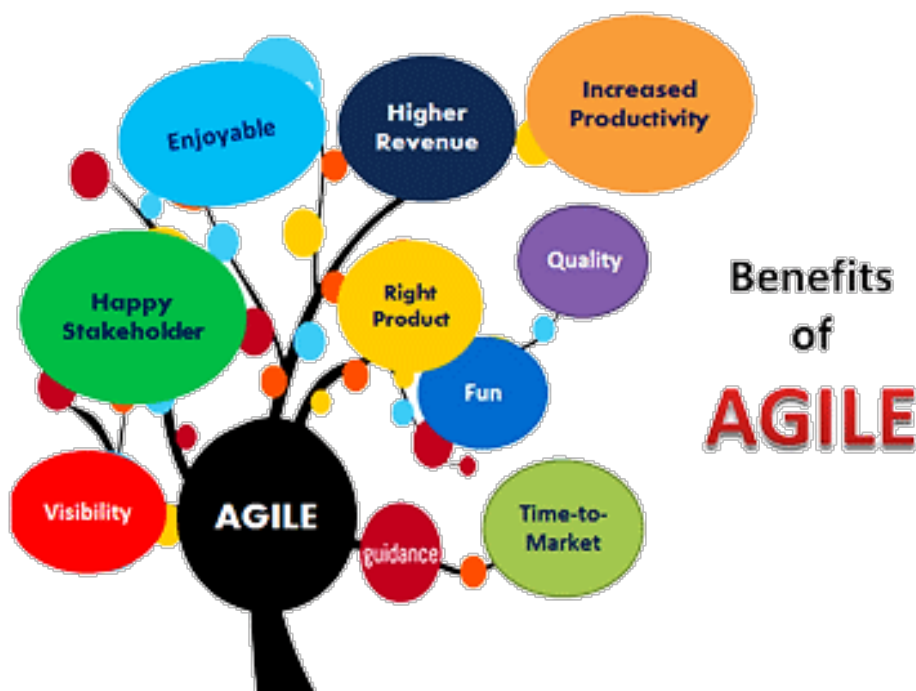 Enjoyable
Higher
Revenue
Increased
Productivity
Happy
Stakeholder
Right
Product
Quality
Fun
Visibility
AGILE
guidance
Time-to-
Market
Benefits
of
AGILE